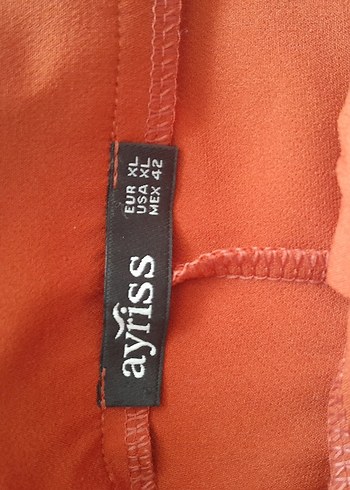 ayriss
EUR XL
USA XL
MEX 42